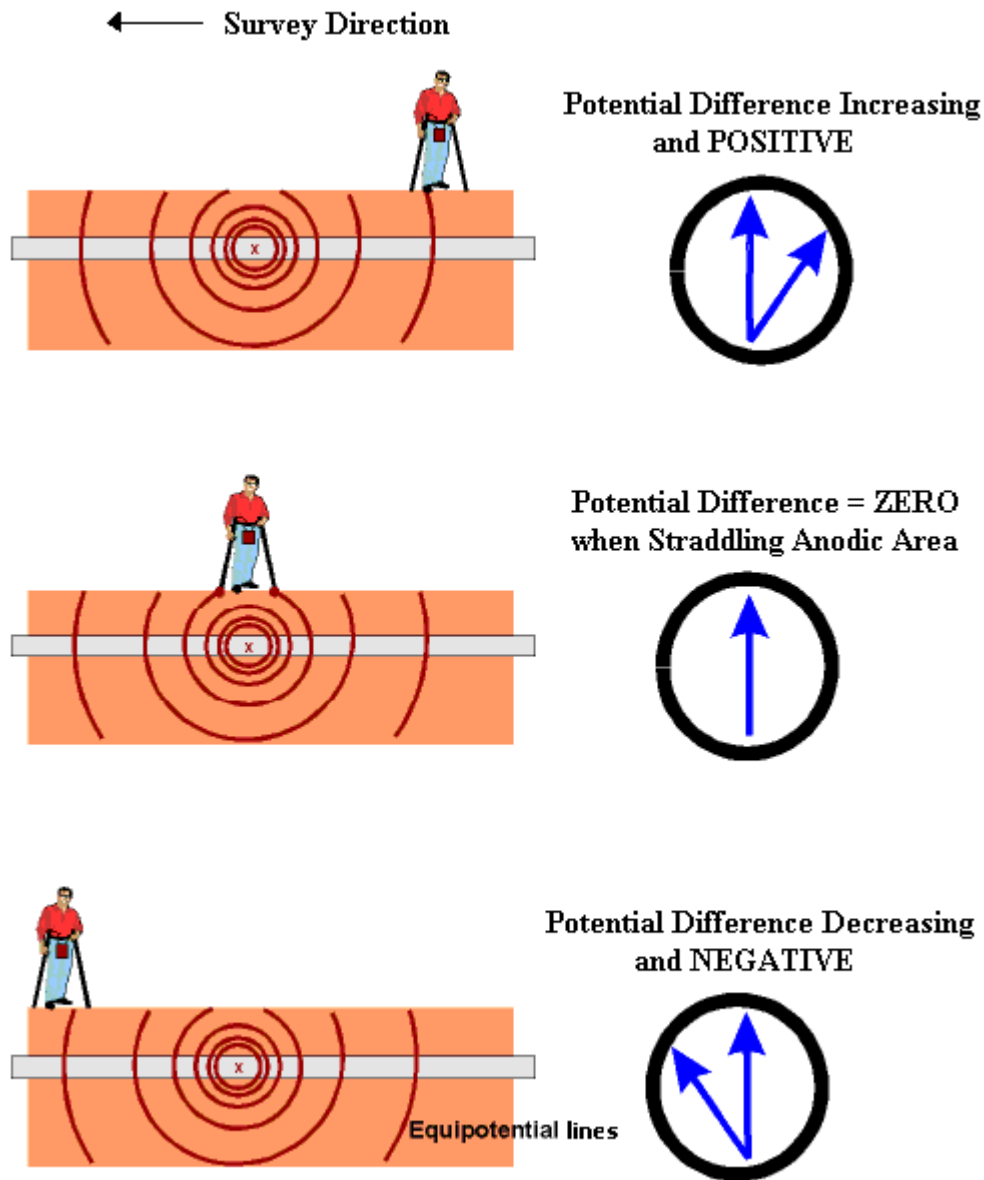 Survey Direction
Potential Difference Increasing
and POSITIVE
x
Potential Difference = ZERO
when Straddling Anodic Area
x
Potential Difference Decreasing
and NEGATIVE
x
Equipotential lines